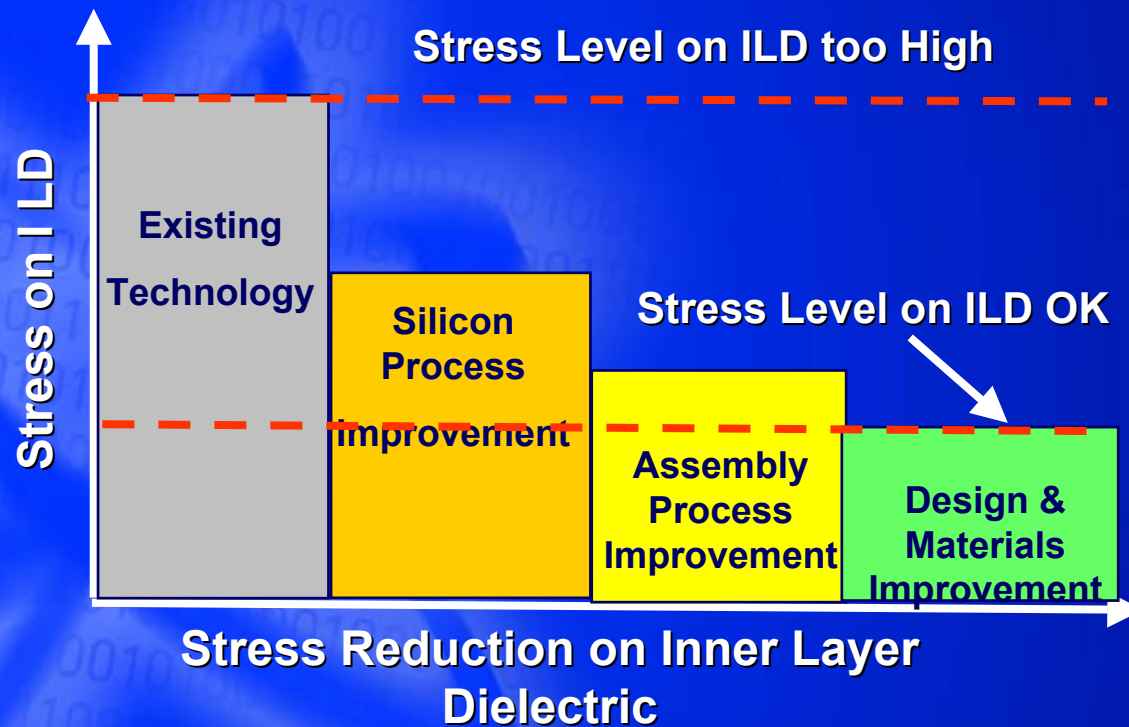 Stress Level on ILD too High
Stress on I LD
Existing
Technology
Silicon
Process
Improvement
Stress Level on ILD OK
Assembly
Process
Improvement
Design &
Materials
Improvement
Stress Reduction on Inner Layer
Dielectric